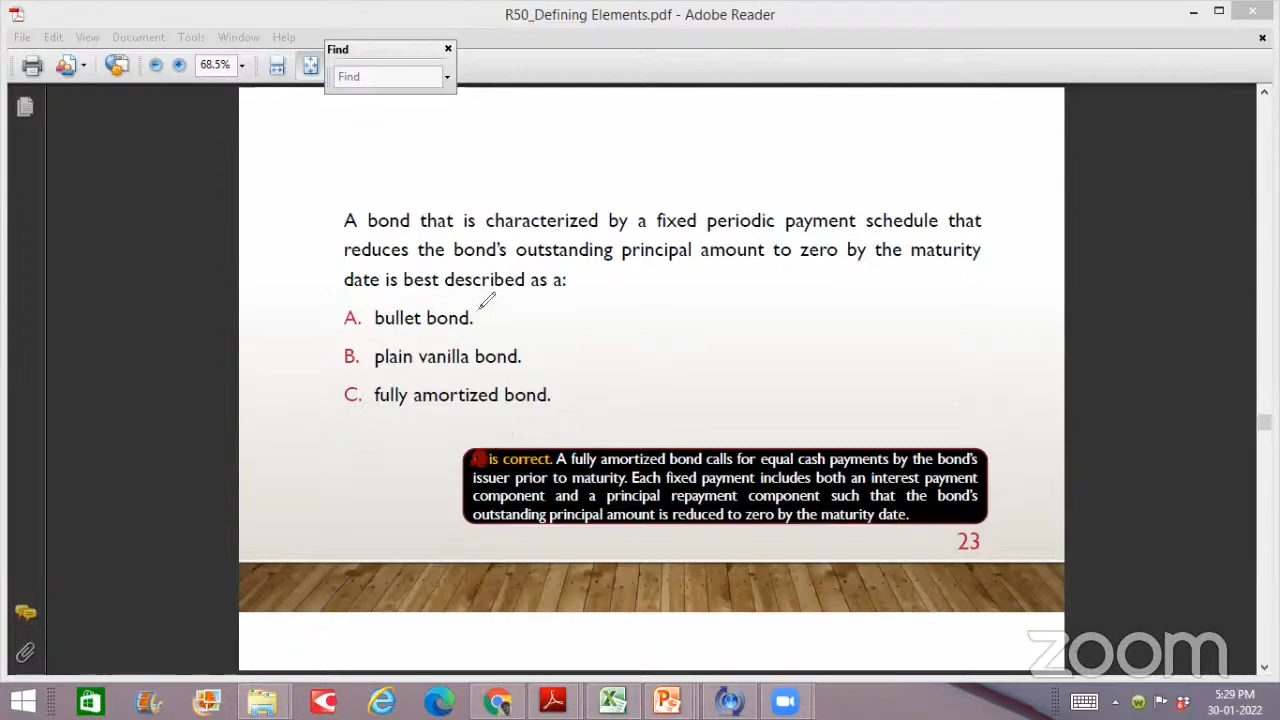 R50_Defining Elements.pdf - Adobe Reader
File Edit View Document Tools Window Help
Find
68.5%
Find
A bond that is characterized by a fixed periodic payment schedule that
reduces the bond's outstanding principal amount to zero by the maturity
date is best described as a:
A. bullet bond.
B. plain vanilla bond.
C. fully amortized bond.
is correct. A fully amortized bond calls for equal cash payments by the bond's
issuer prior to maturity. Each fixed payment includes both an interest payment
component and a principal repayment component such that the bond's
outstanding principal amount is reduced to zero by the maturity date.
23
zoom
5:29 PM
30-01-2022